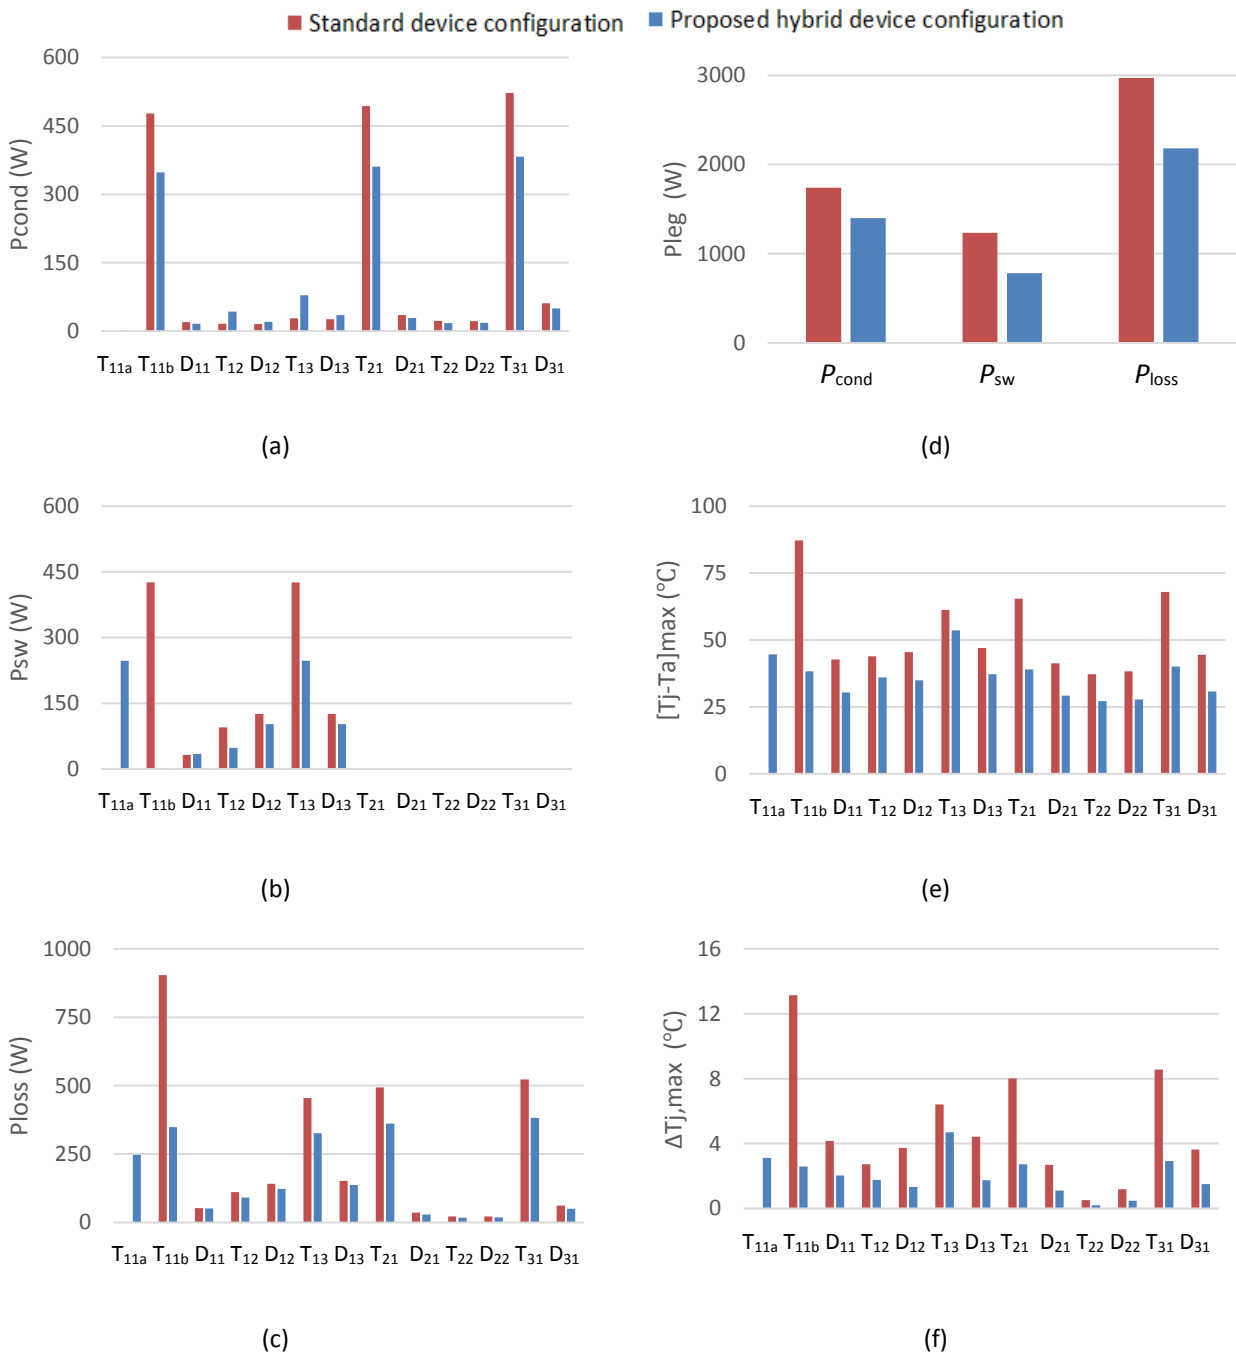 Standard device configuration Proposed hybrid device configuration
600
450
300
150
0
Pcond (W)
T11a T11b D11 T12 D12 T13 D13 T21 D21 T22 D22 T31 D31
(a)
3000
2000
1000
0
Pleg (W)
Pcond Psw Ploss
(d)
600
450
300
150
0
Psw (W)
T11a T11b D11 T12 D12 T13 D13 T21 D21 T22 D22 T31 D31
(b)
100
75
50
25
0
[Tj-Ta]max (°C)
T11a T11b D11 T12 D12 T13 D13 T21 D21 T22 D22 T31 D31
(e)
1000
750
500
250
0
Ploss (W)
T11a T11b D11 T12 D12 T13 D13 T21 D21 T22 D22 T31 D31
(c)
16
12
8
4
0
ΔTj,max (°C)
T11a T11b D11 T12 D12 T13 D13 T21 D21 T22 D22 T31 D31
(f)